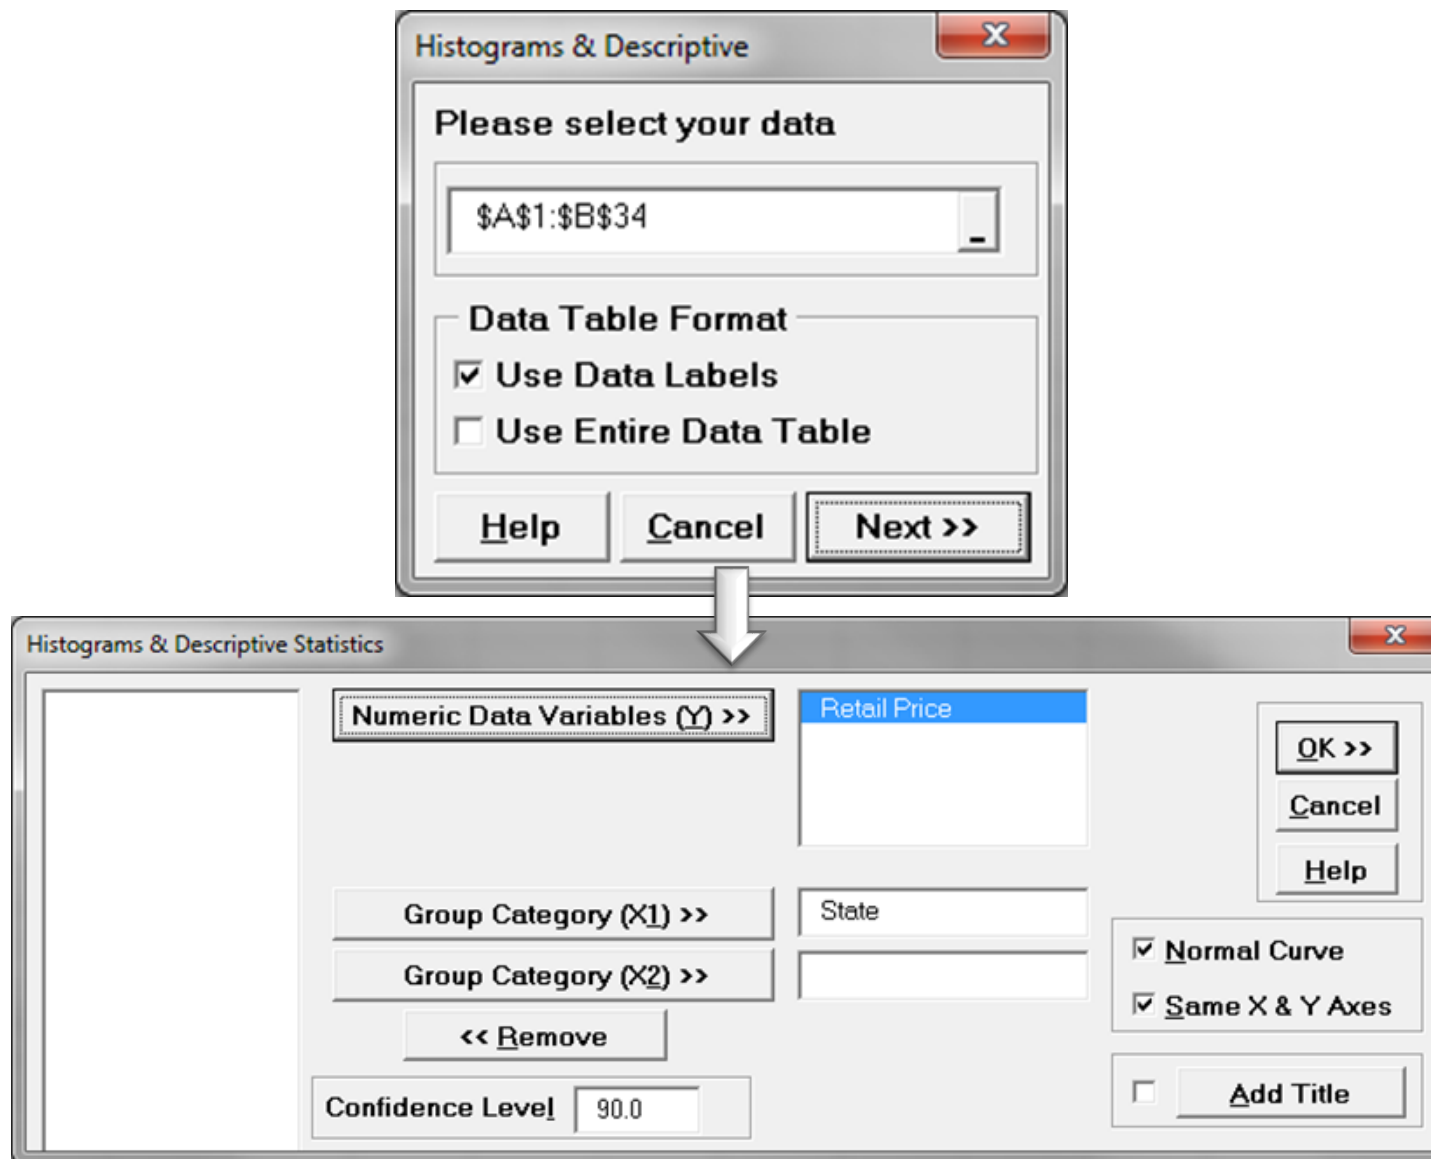 Histograms & Descriptive
Please select your data
$A$1:$B$34
Data Table Format
Use Data Labels
Use Entire Data Table
Help Cancel Next >>
Histograms & Descriptive Statistics
Numeric Data Variables (Y) >> Retail Price
OK >>
Cancel
Help
Group Category (X1) >> State
Group Category (X2) >>
Normal Curve
Same X & Y Axes
<< Remove
Confidence Level 90.0
Add Title